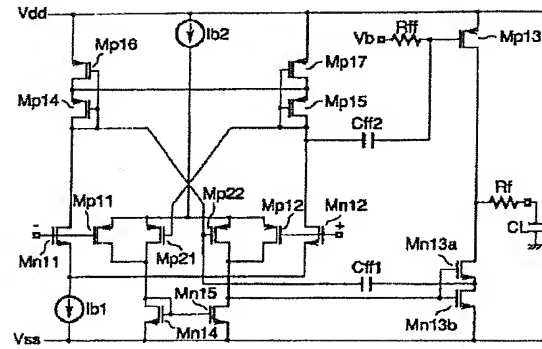 Vdd
Ib2
Vb
Rff
Mp13
Mp16
Mp17
Mp14
Mp15
Cff2
Mp11
Mp22
Mp12
Mn12
Rf
-
+
Mp21
CL
Mn11
Mn13a
Cff1
Ib1
Mn15
Mn14
Mn13b
Vss